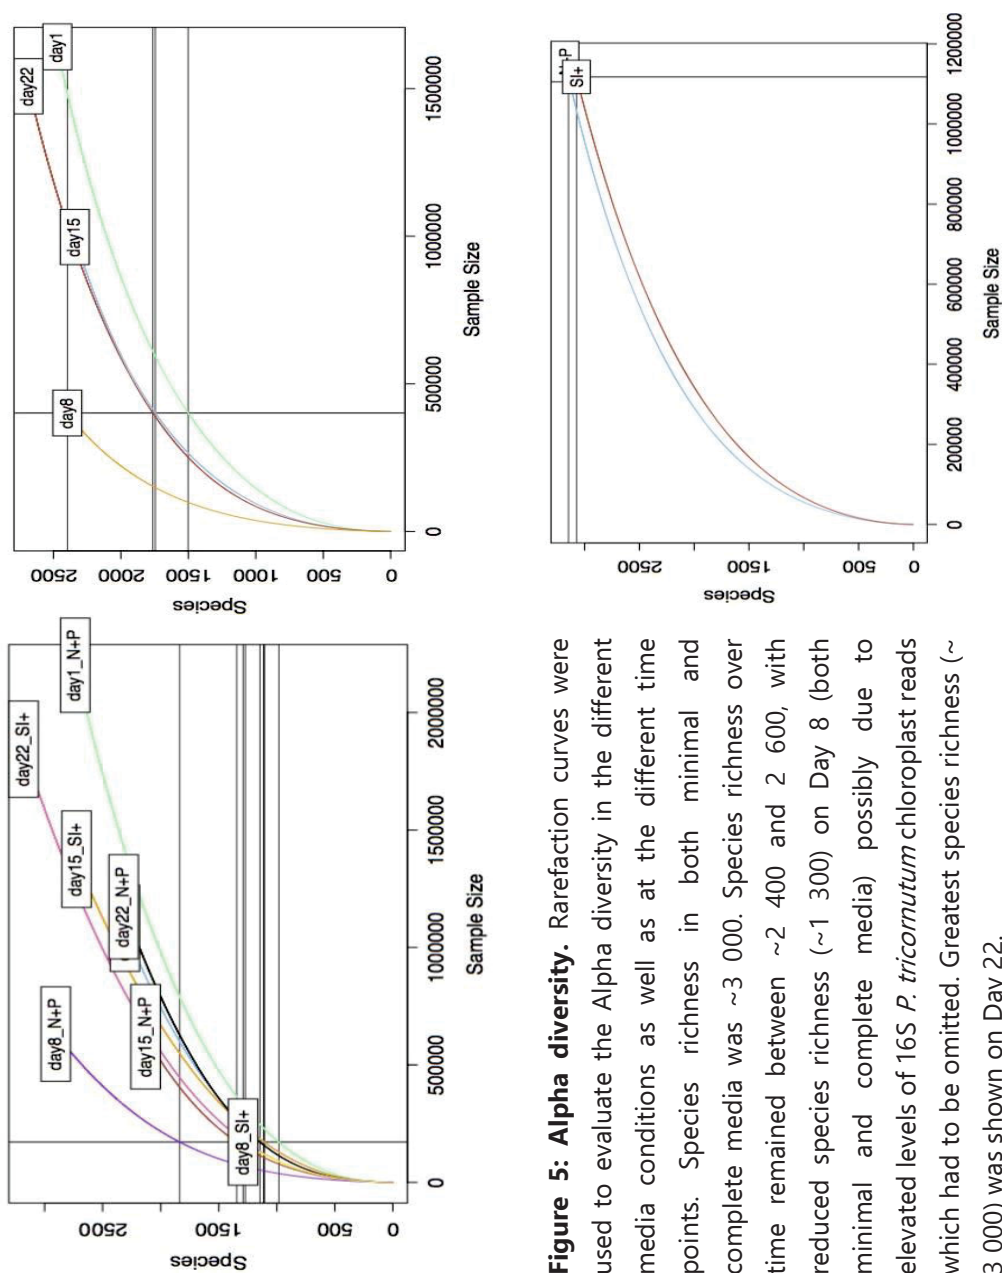 day22_SI+
day8_N+P
day15_SI+
day1_N+P
day22_N+P
day15_N+P
day8_SI+
Species
2500
1500
500
0
0
500000
1000000
1500000
2000000
Sample Size
day22
day1
day8
day15
Species
2500
2000
1500
1000
500
0
0
500000
1000000
1500000
Sample Size
Figure 5: Alpha diversity. Rarefaction curves were
used to evaluate the Alpha diversity in the different
media conditions as well as at the different time
points. Species richness in both minimal and
complete media was ~3 000. Species richness over
time remained between ~2 400 and 2 600, with
reduced species richness (~1 300) on Day 8 (both
minimal and complete media) possibly due to
elevated levels of 16S P. tricornutum chloroplast reads
which had to be omitted. Greatest species richness (~
3 000) was shown on Day 22.
N+P
SI+
Species
2500
1500
500
0
0
200000
400000
600000
800000
1000000
1200000
Sample Size